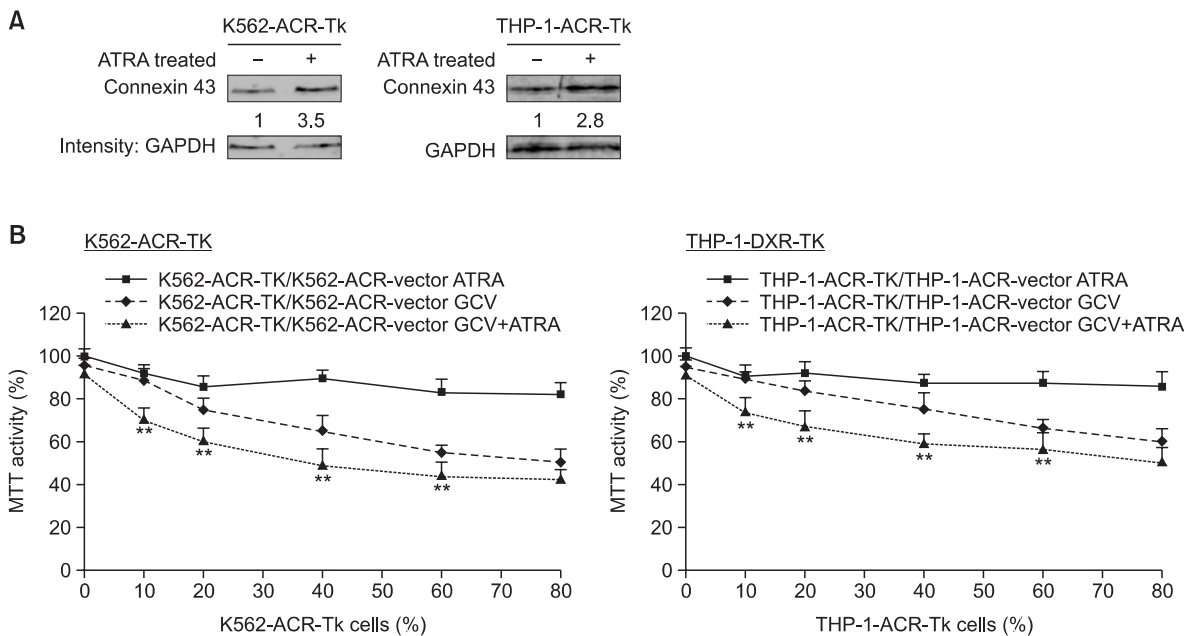 A
K562-ACR-Tk
ATRA treated – +
Connexin 43
1 3.5
Intensity: GAPDH
THP-1-ACR-Tk
ATRA treated – +
Connexin 43
1 2.8
GAPDH
B
K562-ACR-TK
K562-ACR-TK/K562-ACR-vector ATRA
K562-ACR-TK/K562-ACR-vector GCV
K562-ACR-TK/K562-ACR-vector GCV+ATRA
MTT activity (%)
120
100
80
60
40
20
0
** ** ** **
0 10 20 30 40 50 60 70 80
K562-ACR-Tk cells (%)
THP-1-DXR-TK
THP-1-ACR-TK/THP-1-ACR-vector ATRA
THP-1-ACR-TK/THP-1-ACR-vector GCV
THP-1-ACR-TK/THP-1-ACR-vector GCV+ATRA
MTT activity (%)
120
100
80
60
40
20
0
** ** ** **
0 10 20 30 40 50 60 70 80
THP-1-ACR-Tk cells (%)